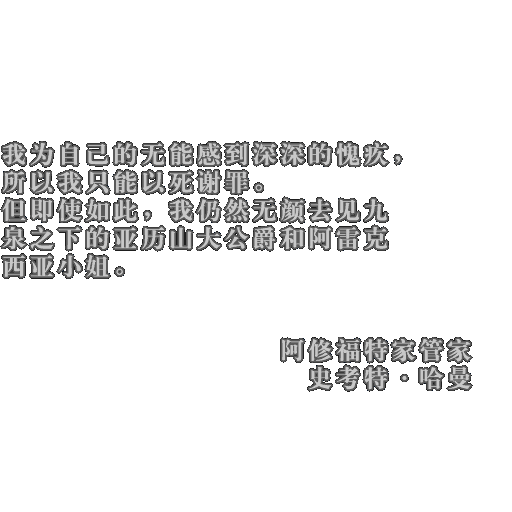 我为自己的无能感到深深的愧疚，
所以我只能以死谢罪。
但即使如此，我仍然无颜去见九
泉之下的亚历山大公爵和阿雷克
西亚小姐。
阿修福特家管家
史考特·哈曼